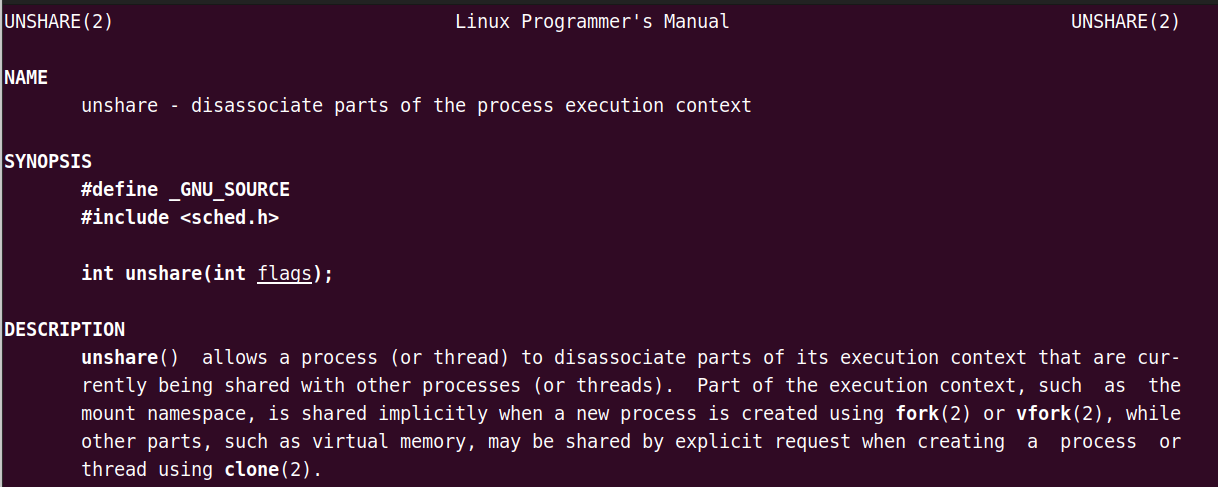 UNSHARE(2) Linux Programmer's Manual UNSHARE(2)
NAME
unshare - disassociate parts of the process execution context
SYNOPSIS
#define _GNU_SOURCE
#include <sched.h>
int unshare(int flags);
DESCRIPTION
unshare() allows a process (or thread) to disassociate parts of its execution context that are cur-
rently being shared with other processes (or threads). Part of the execution context, such as the
mount namespace, is shared implicitly when a new process is created using fork(2) or vfork(2), while
other parts, such as virtual memory, may be shared by explicit request when creating a process or
thread using clone(2).